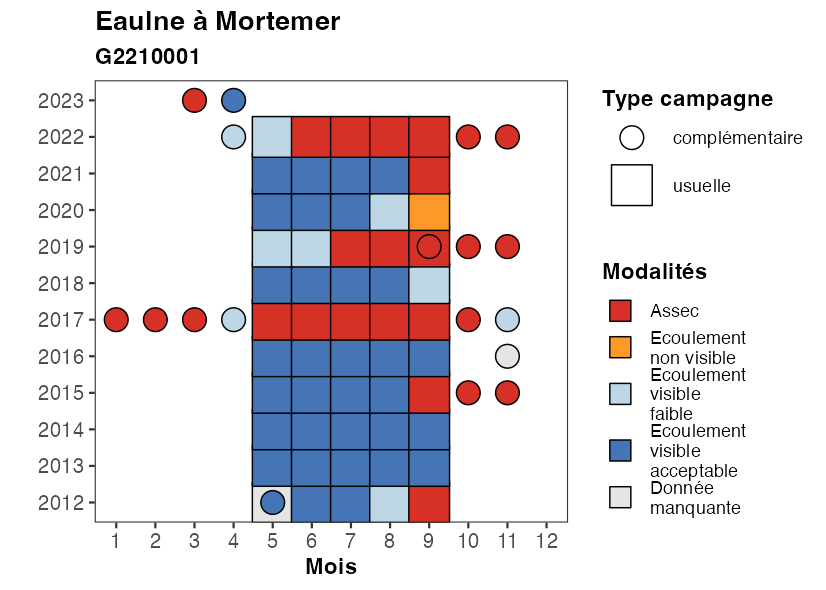 Eaulne à Mortemer
G2210001
2023
2022
2021
2020
2019
2018
2017
2016
2015
2014
2013
2012
1 2 3 4 5 6 7 8 9 10 11 12
Mois
Type campagne
complémentaire
usuelle
Modalités
Assec
Ecoulement
non visible
Ecoulement
visible
faible
Ecoulement
visible
acceptable
Donnée
manquante